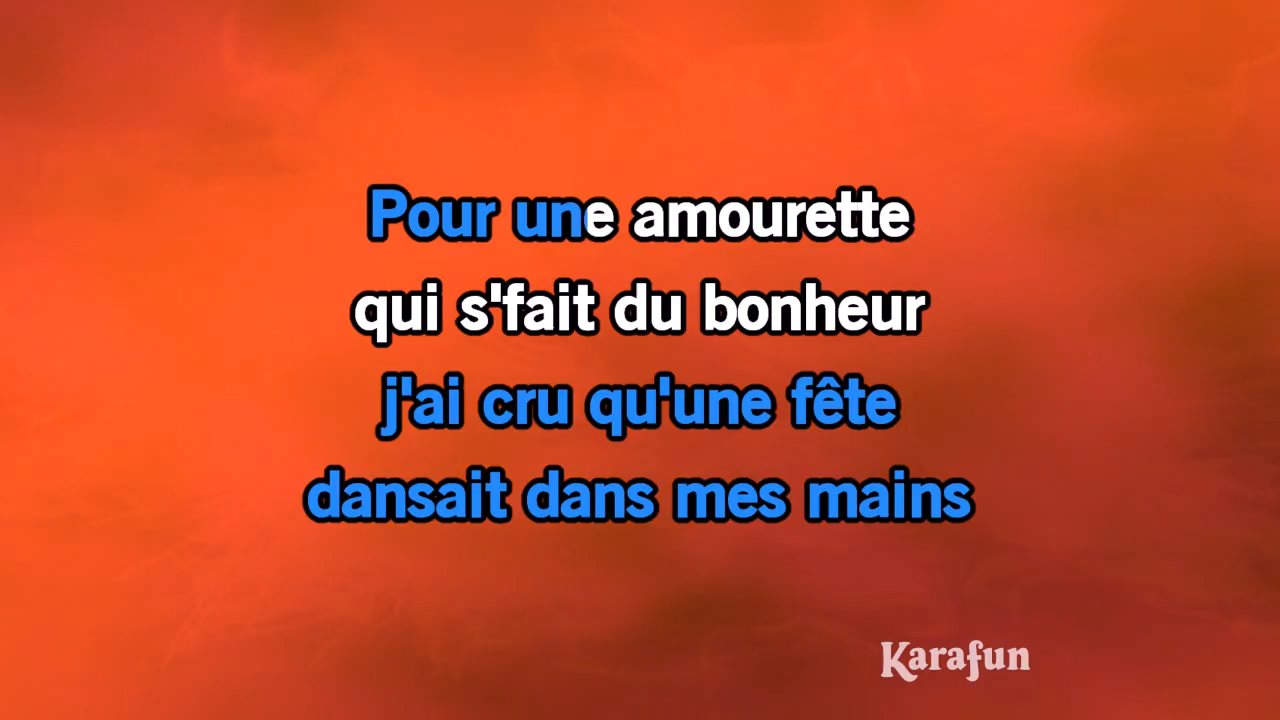 Pour une amourette
qui s'fait du bonheur
j'ai cru qu'une fête
dansait dans mes mains
Karafun